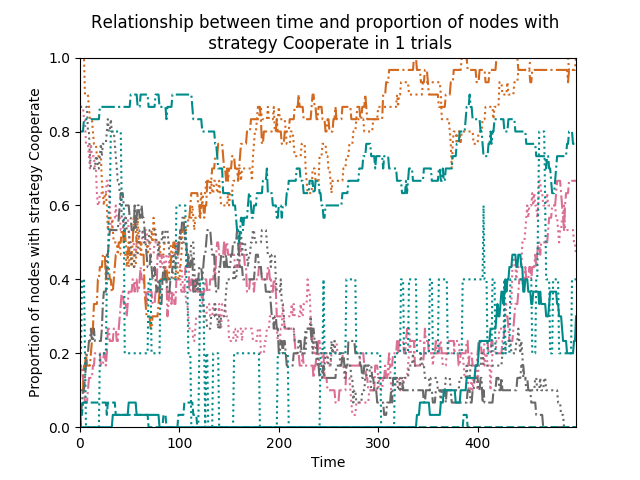 Relationship between time and proportion of nodes with
strategy Cooperate in 1 trials
Proportion of nodes with strategy Cooperate
1.0
0.8
0.6
0.4
0.2
0.0
0 100 200 300 400
Time